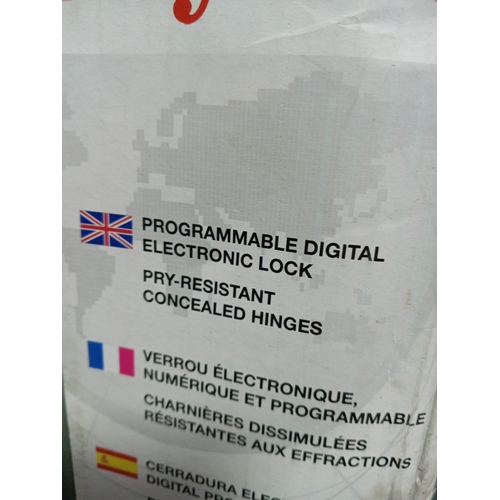 PROGRAMMABLE DIGITAL
ELECTRONIC LOCK
PRY-RESISTANT
CONCEALED HINGES
VERROU ÉLECTRONIQUE,
NUMÉRIQUE ET PROGRAMMABLE
CHARNIÈRES DISSIMULÉES
RÉSISTANTES AUX EFFRACTIONS
CERRADURA
DIGITAL